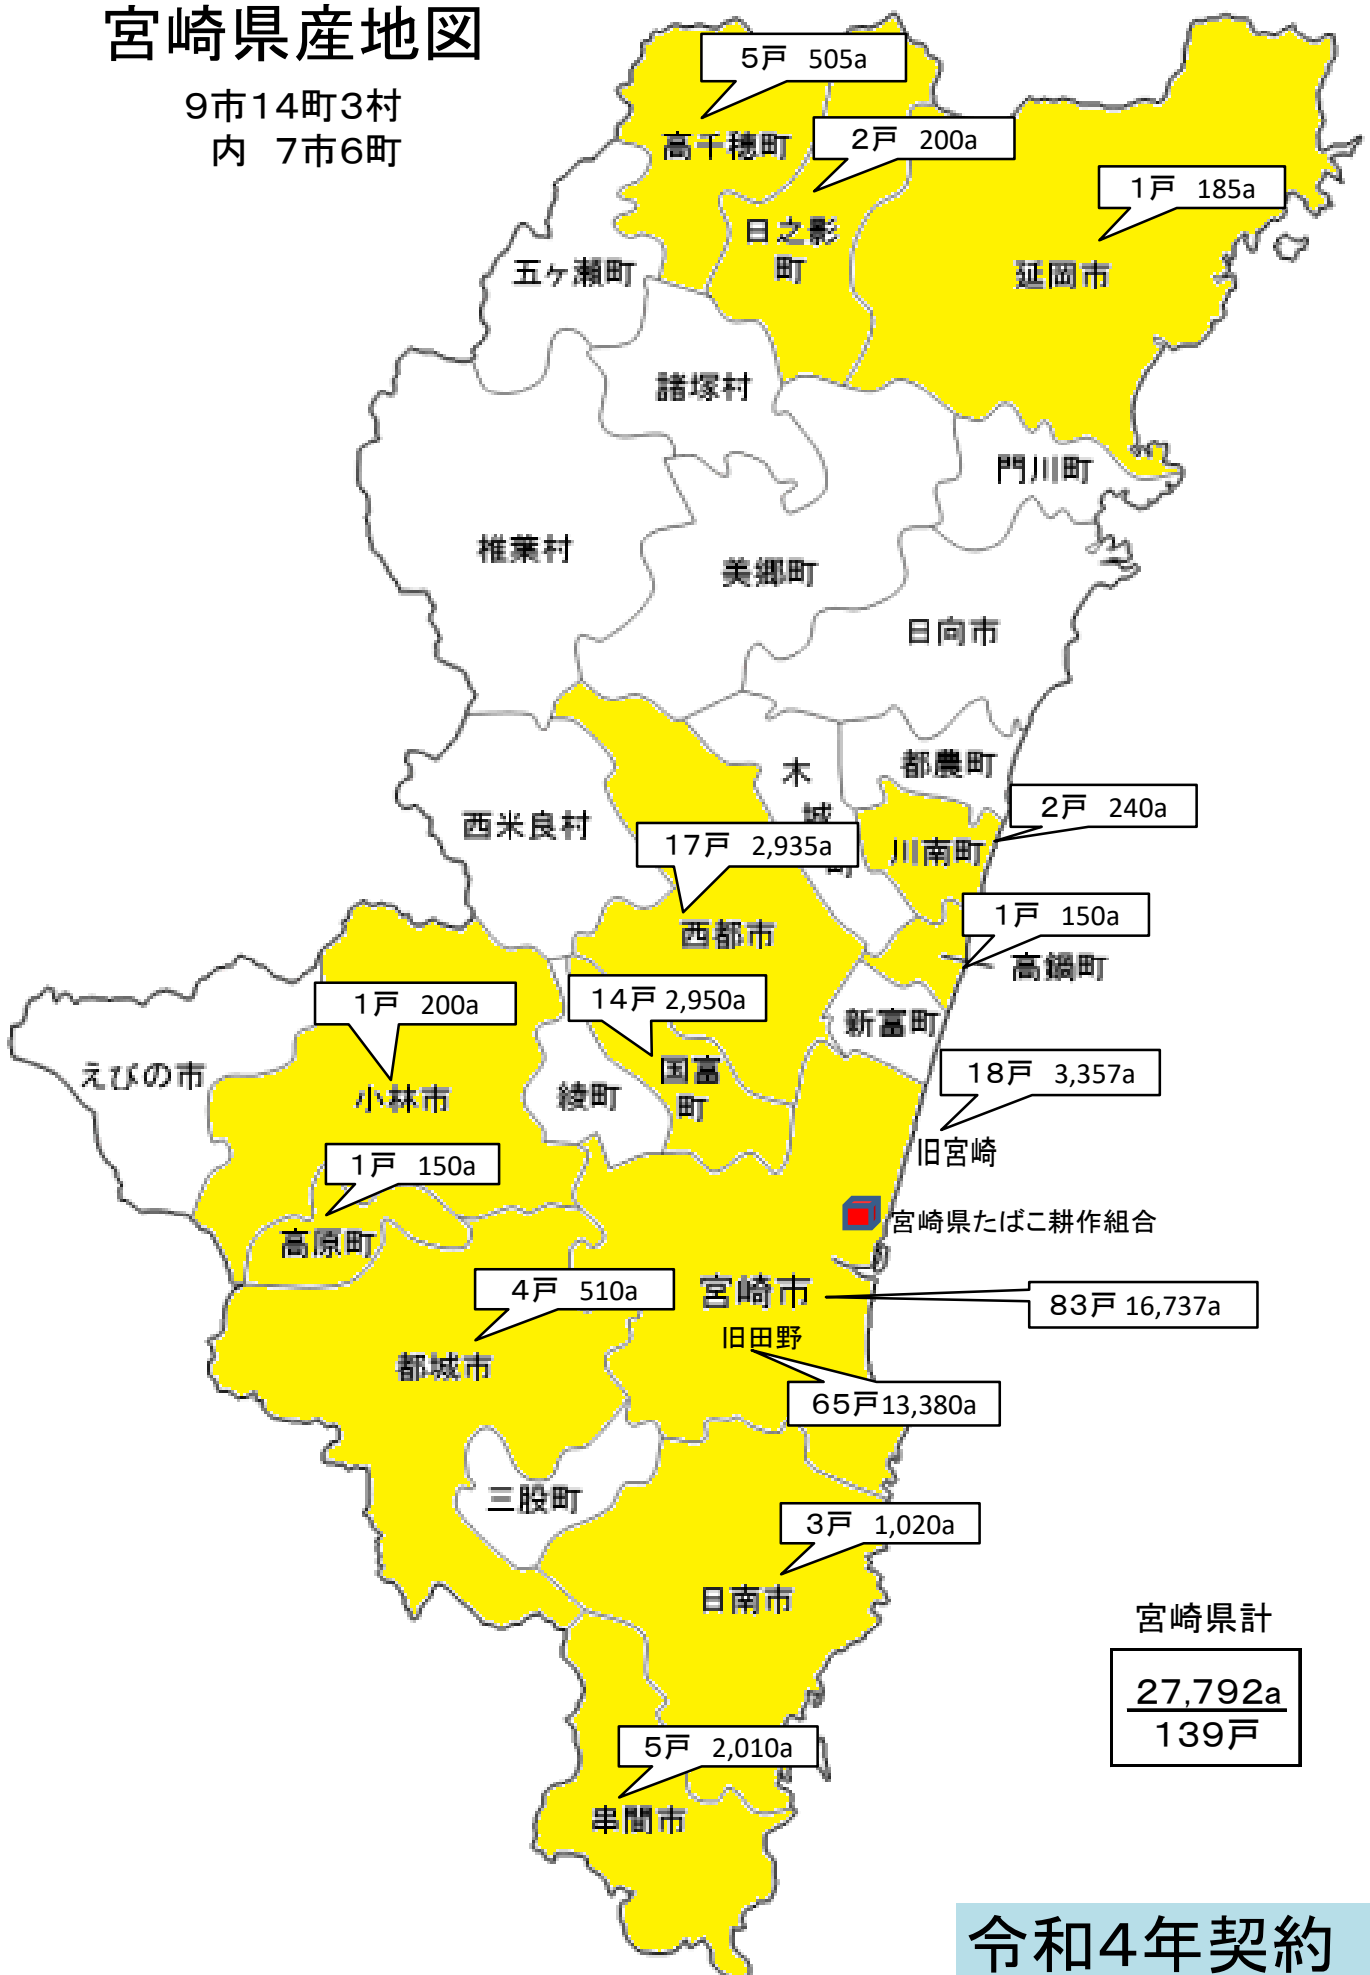 宮崎県産地図
9市14町3村
内 7市6町
5戸 505a
高千穂町
2戸 200a
日之影
町
1戸 185a
延岡市
五ヶ瀬町
諸塚村
門川町
椎葉村
美郷町
日向市
木
城
町
都農町
2戸 240a
川南町
西米良村
17戸 2,935a
西都市
1戸 150a
高鍋町
14戸 2,950a
国富
町
新富町
1戸 200a
小林市
えびの市
綾町
18戸 3,357a
旧宮崎
1戸 150a
高原町
宮崎県たばこ耕作組合
4戸 510a
都城市
宮崎市
83戸 16,737a
旧田野
65戸13,380a
三股町
3戸 1,020a
日南市
宮崎県計
27,792a
139戸
5戸 2,010a
串間市
令和4年契約